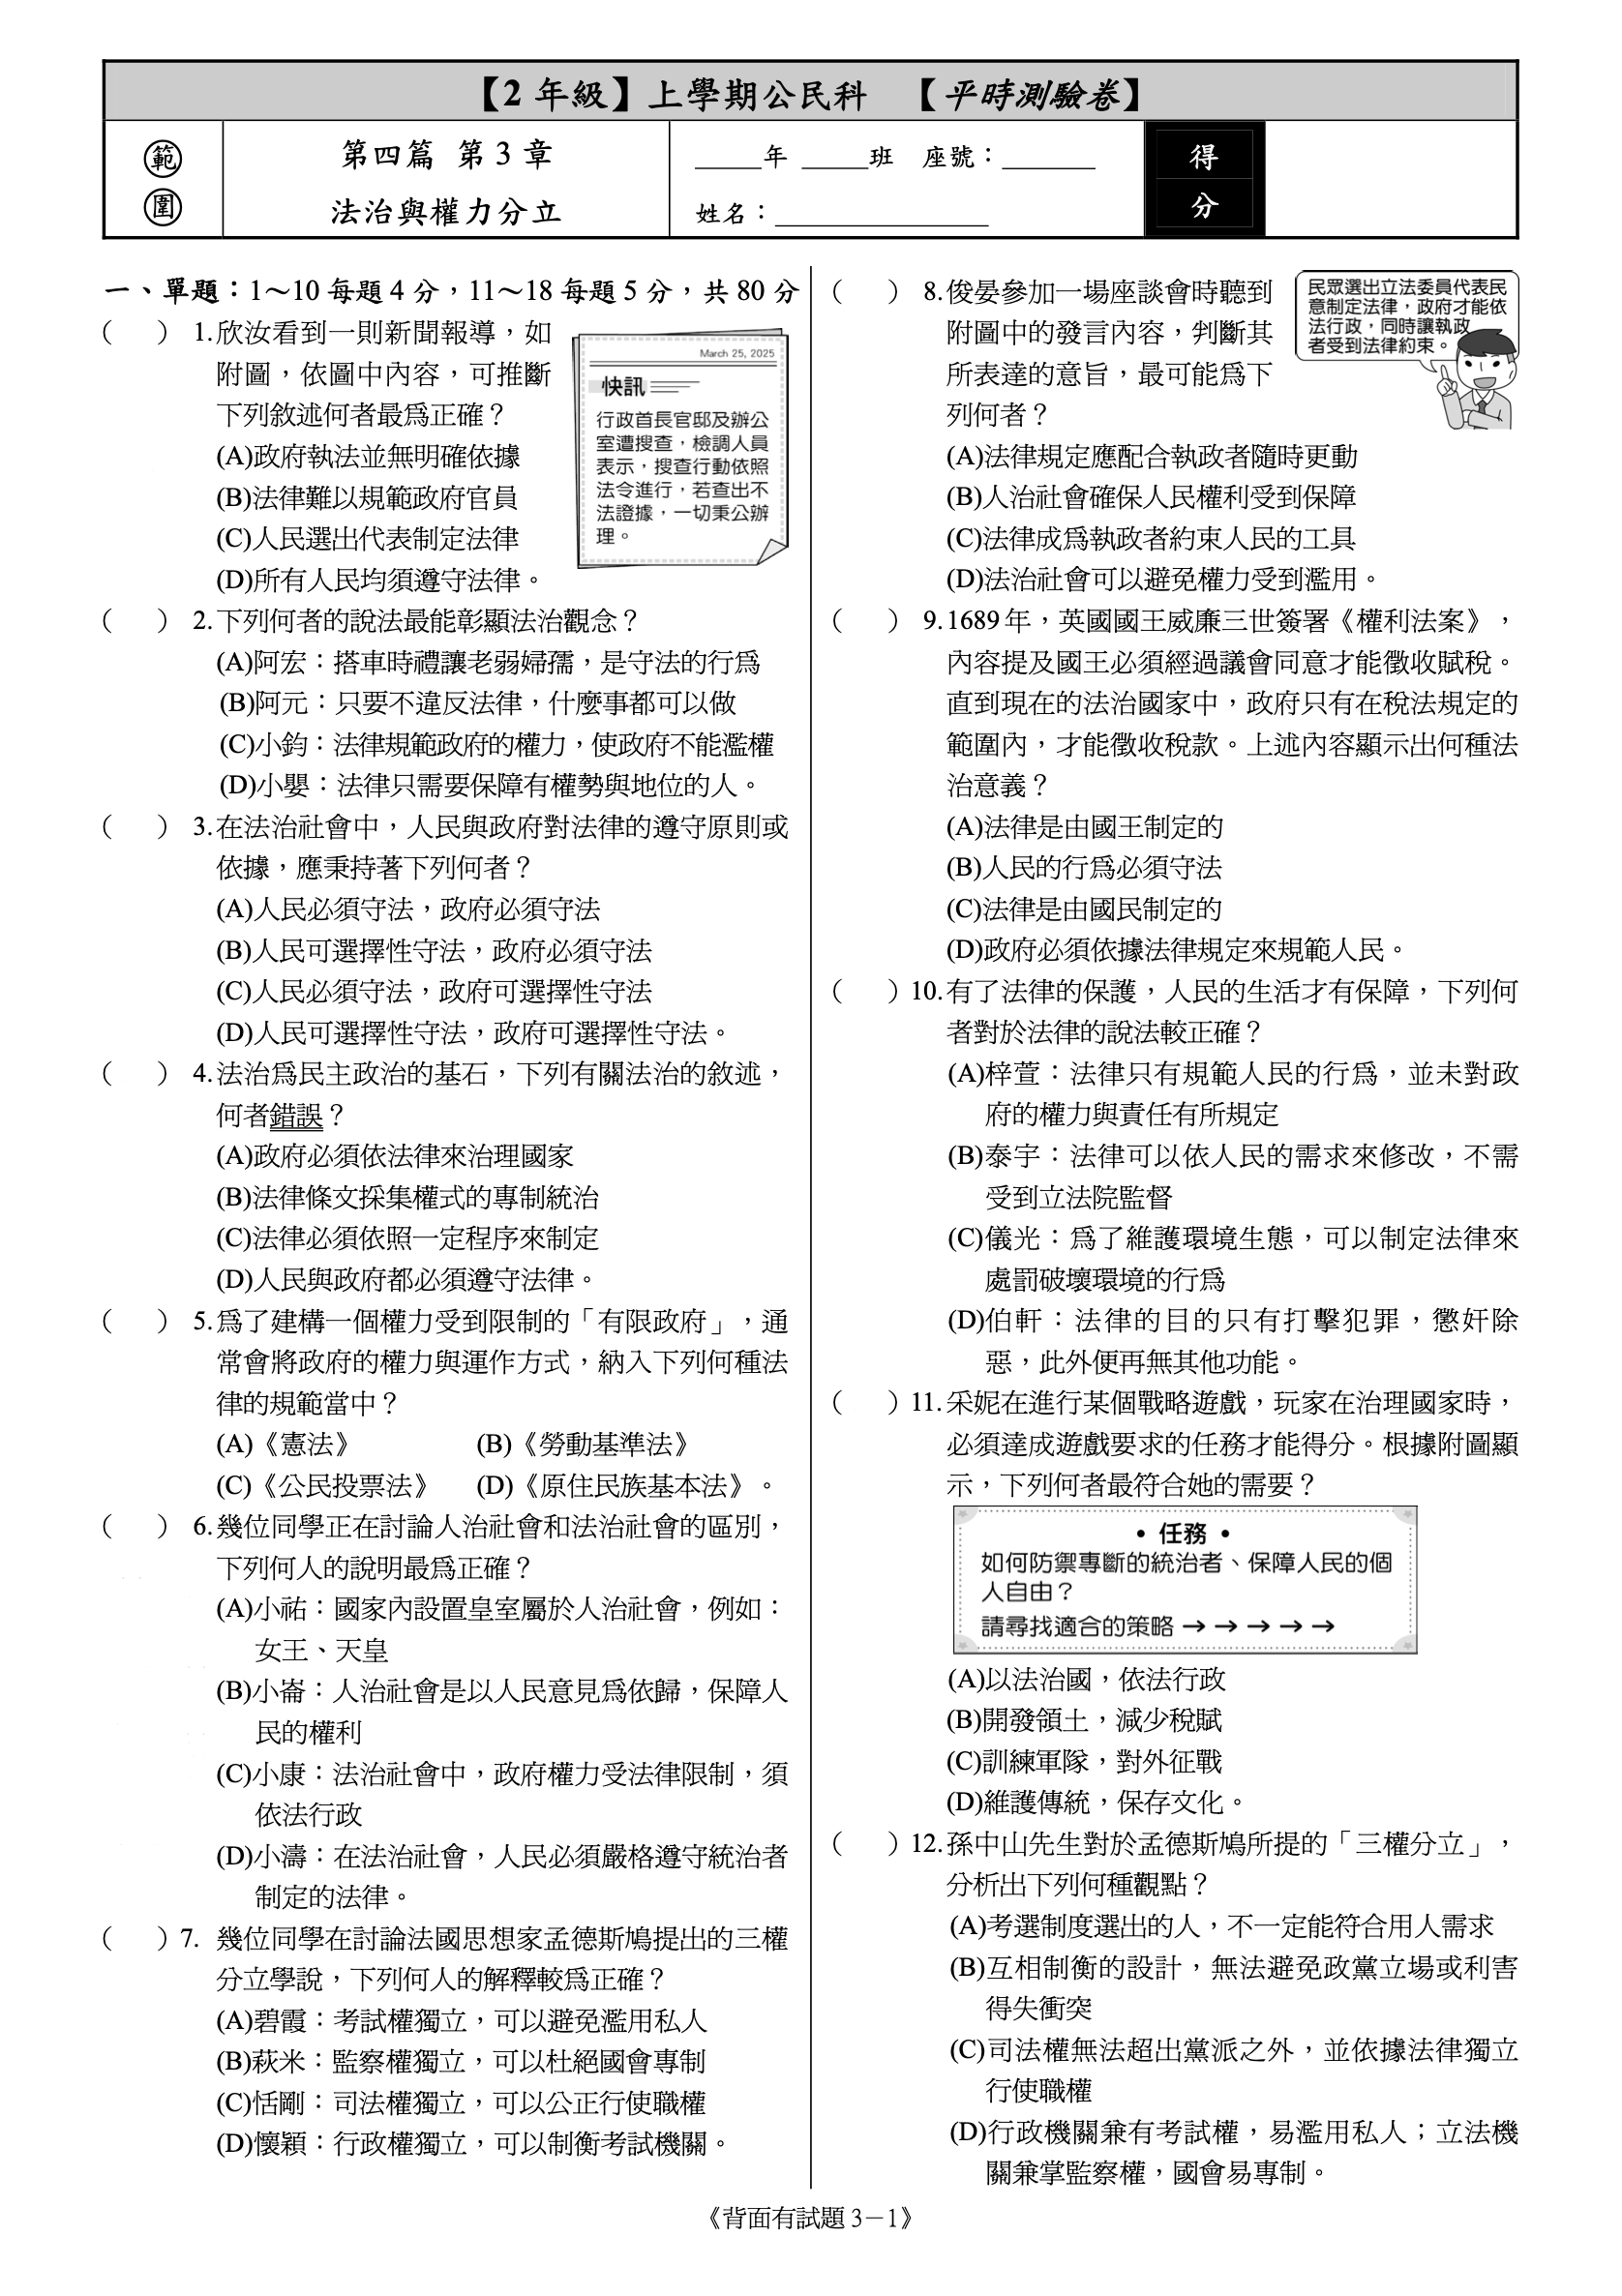 【2 年級】上學期公民科 【平時測驗卷】
範
圍
第四篇 第 3 章
法治與權力分立
_____年 _____班 座號：_______
姓名：________________
得
分
一、單題：1～10 每題 4 分，11～18 每題 5 分，共 80 分
（ ） 1.欣汝看到一則新聞報導，如
附圖，依圖中內容，可推斷
下列敘述何者最為正確？
(A)政府執法並無明確依據
(B)法律難以規範政府官員
(C)人民選出代表制定法律
(D)所有人民均須遵守法律。
March 25, 2025
快訊
行政首長官邸及辦公
室遭搜查，檢調人員
表示，搜查行動依照
法令進行，若查出不
法證據，一切秉公辦
理。
（ ） 2.下列何者的說法最能彰顯法治觀念？
(A)阿宏：搭車時禮讓老弱婦孺，是守法的行為
(B)阿元：只要不違反法律，什麼事都可以做
(C)小鈞：法律規範政府的權力，使政府不能濫權
(D)小嬰：法律只需要保障有權勢與地位的人。
（ ） 3.在法治社會中，人民與政府對法律的遵守原則或
依據，應秉持著下列何者？
(A)人民必須守法，政府必須守法
(B)人民可選擇性守法，政府必須守法
(C)人民必須守法，政府可選擇性守法
(D)人民可選擇性守法，政府可選擇性守法。
（ ） 4.法治為民主政治的基石，下列有關法治的敘述，
何者錯誤？
(A)政府必須依法律來治理國家
(B)法律條文採集權式的專制統治
(C)法律必須依照一定程序來制定
(D)人民與政府都必須遵守法律。
（ ） 5.為了建構一個權力受到限制的「有限政府」，通
常會將政府的權力與運作方式，納入下列何種法
律的規範當中？
(A)《憲法》 (B)《勞動基準法》
(C)《公民投票法》 (D)《原住民族基本法》。
（ ） 6.幾位同學正在討論人治社會和法治社會的區別，
下列何人的說明最為正確？
(A)小祐：國家內設置皇室屬於人治社會，例如：
女王、天皇
(B)小崙：人治社會是以人民意見為依歸，保障人
民的權利
(C)小康：法治社會中，政府權力受法律限制，須
依法行政
(D)小濤：在法治社會，人民必須嚴格遵守統治者
制定的法律。
（ ）7. 幾位同學在討論法國思想家孟德斯鳩提出的三權
分立學說，下列何人的解釋較為正確？
(A)碧霞：考試權獨立，可以避免濫用私人
(B)萩米：監察權獨立，可以杜絕國會專制
(C)恬剛：司法權獨立，可以公正行使職權
(D)懷穎：行政權獨立，可以制衡考試機關。
（ ） 8.俊晏參加一場座談會時聽到
附圖中的發言內容，判斷其
所表達的意旨，最可能為下
列何者？
(A)法律規定應配合執政者隨時更動
(B)人治社會確保人民權利受到保障
(C)法律成為執政者約束人民的工具
(D)法治社會可以避免權力受到濫用。
民眾選出立法委員代表民
意制定法律，政府才能依
法行政，同時讓執政
者受到法律約束。
（ ） 9.1689 年，英國國王威廉三世簽署《權利法案》，
內容提及國王必須經過議會同意才能徵收賦稅。
直到現在的法治國家中，政府只有在稅法規定的
範圍內，才能徵收稅款。上述內容顯示出何種法
治意義？
(A)法律是由國王制定的
(B)人民的行為必須守法
(C)法律是由國民制定的
(D)政府必須依據法律規定來規範人民。
（ ）10.有了法律的保護，人民的生活才有保障，下列何
者對於法律的說法較正確？
(A)梓萱：法律只有規範人民的行為，並未對政
府的權力與責任有所規定
(B)泰宇：法律可以依人民的需求來修改，不需
受到立法院監督
(C)儀光：為了維護環境生態，可以制定法律來
處罰破壞環境的行為
(D)伯軒：法律的目的只有打擊犯罪，懲奸除
惡，此外便再無其他功能。
（ ）11.采妮在進行某個戰略遊戲，玩家在治理國家時，
必須達成遊戲要求的任務才能得分。根據附圖顯
示，下列何者最符合她的需要？
• 任務 •
如何防禦專斷的統治者、保障人民的個
人自由？
請尋找適合的策略 → → → → →
(A)以法治國，依法行政
(B)開發領土，減少稅賦
(C)訓練軍隊，對外征戰
(D)維護傳統，保存文化。
（ ）12.孫中山先生對於孟德斯鳩所提的「三權分立」，
分析出下列何種觀點？
(A)考選制度選出的人，不一定能符合用人需求
(B)互相制衡的設計，無法避免政黨立場或利害
得失衝突
(C)司法權無法超出黨派之外，並依據法律獨立
行使職權
(D)行政機關兼有考試權，易濫用私人；立法機
關兼掌監察權，國會易專制。
《背面有試題 3－1》